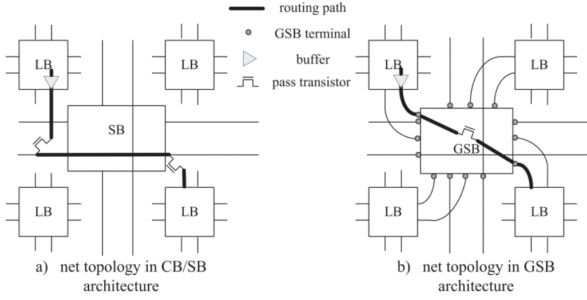 routing path
GSB terminal
buffer
pass transistor
LB
LB
SB
LB
LB
a) net topology in CB/SB
architecture
LB
LB
GSB
LB
LB
b) net topology in GSB
architecture